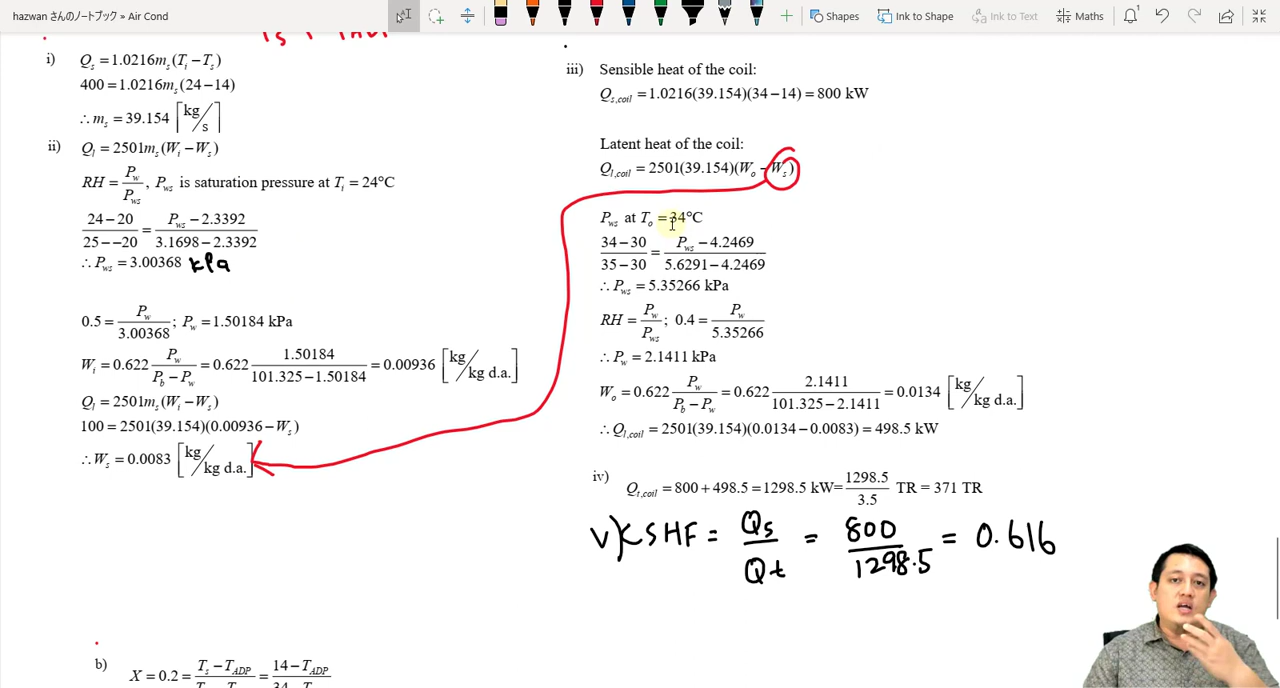 hazwan さんのノートブック » Air Cond
Shapes
Ink to Shape
Ink to Text
Maths
i) Q_s = 1.0216m_s(T_i − T_s)
400 = 1.0216m_s(24 − 14)
∴ m_s = 39.154 [kg/s]
ii) Q_l = 2501m_s(W_i − W_s)
RH = P_w/P_ws, P_ws is saturation pressure at T_i = 24°C
24 − 20/25 − −20 = P_ws − 2.3392/3.1698 − 2.3392
∴ P_ws = 3.00368 kPa
0.5 = P_w/3.00368; P_w = 1.50184 kPa
W_i = 0.622 P_w/P_b − P_w = 0.622 1.50184/101.325 − 1.50184 = 0.00936 [kg/kg d.a.]
Q_l = 2501m_s(W_i − W_s)
100 = 2501(39.154)(0.00936 − W_s)
∴ W_s = 0.0083 [kg/kg d.a.]
b) X = 0.2 = T_s − T_ADP = 14 − T_ADP
iii) Sensible heat of the coil:
Q_s,coil = 1.0216(39.154)(34 − 14) = 800 kW
Latent heat of the coil:
Q_l,coil = 2501(39.154)(W_o − W_s)
P_ws at T_o = 34°C
34 − 30/35 − 30 = P_ws − 4.2469/5.6291 − 4.2469
∴ P_ws = 5.35266 kPa
RH = P_w/P_ws; 0.4 = P_w/5.35266
∴ P_w = 2.1411 kPa
W_o = 0.622 P_w/P_b − P_w = 0.622 2.1411/101.325 − 2.1411 = 0.0134 [kg/kg d.a.]
∴ Q_l,coil = 2501(39.154)(0.0134 − 0.0083) = 498.5 kW
iv) Q_t,coil = 800 + 498.5 = 1298.5 kW = 1298.5/3.5 TR = 371 TR
v) CSHF = Qs/Qt = 800/1298.5 = 0.616